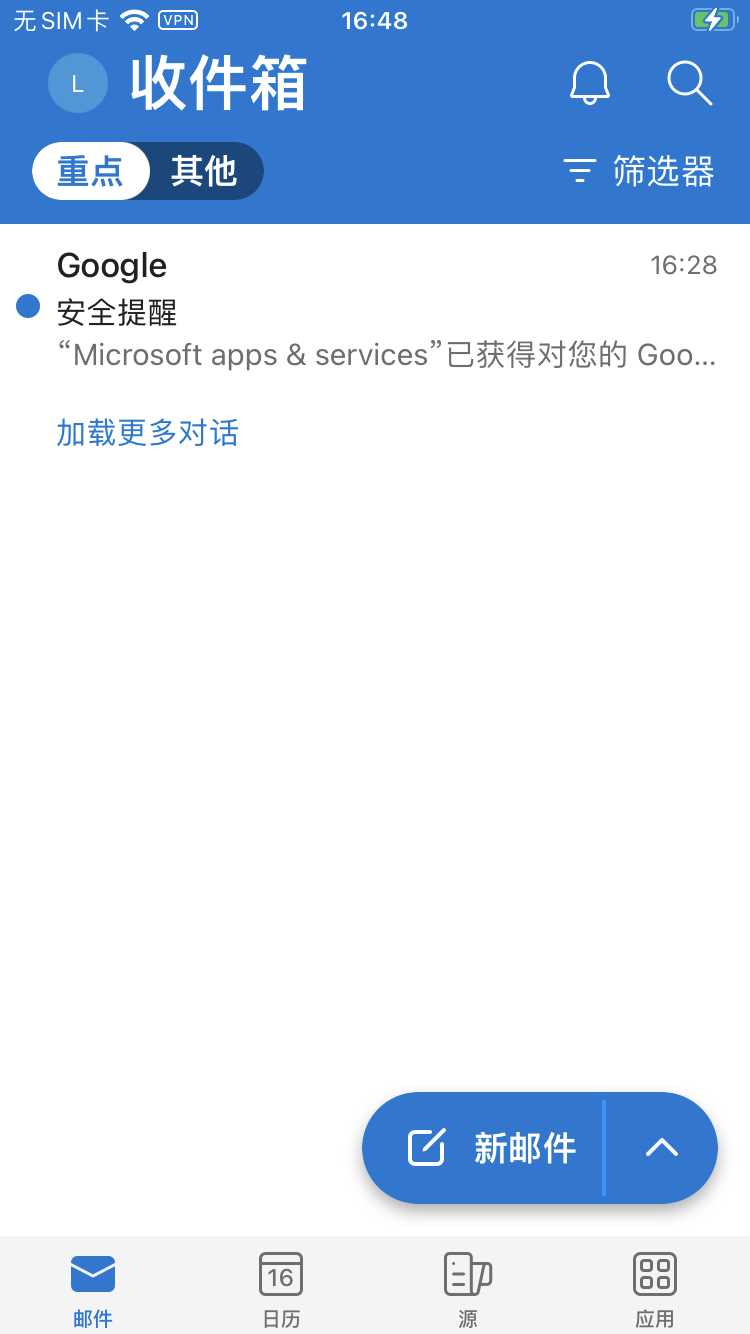 无SIM卡 VPN 16:48
L 收件箱
重点 其他 筛选器
Google 16:28
安全提醒
“Microsoft apps & services”已获得对您的 Goo...
加载更多对话
新邮件
16
邮件 日历 源 应用